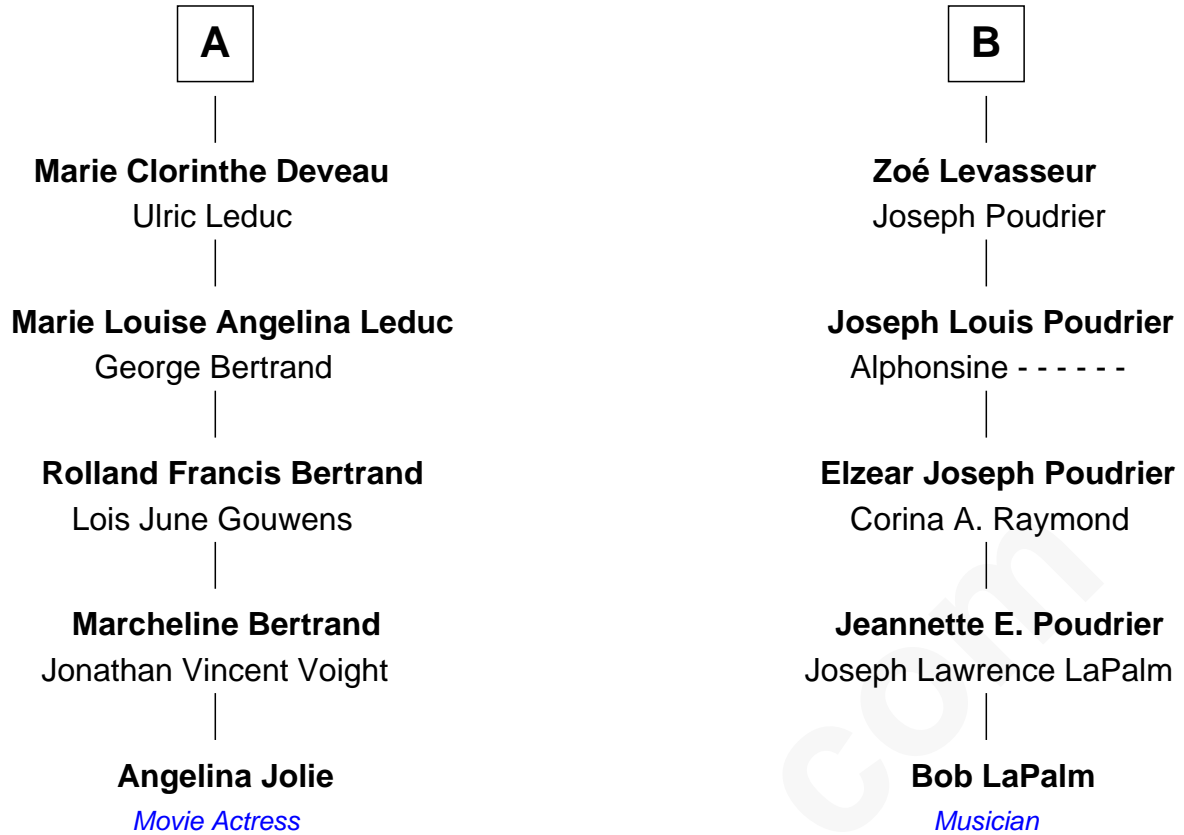 A
Marie Clorinthe Deveau
Ulric Leduc
Marie Louise Angelina Leduc
George Bertrand
Rolland Francis Bertrand
Lois June Gouwens
Marcheline Bertrand
Jonathan Vincent Voight
Angelina Jolie
Movie Actress
B
Zoé Levasseur
Joseph Poudrier
Joseph Louis Poudrier
Alphonsine - - - - - -
Elzear Joseph Poudrier
Corina A. Raymond
Jeannette E. Poudrier
Joseph Lawrence LaPalm
Bob LaPalm
Musician
com